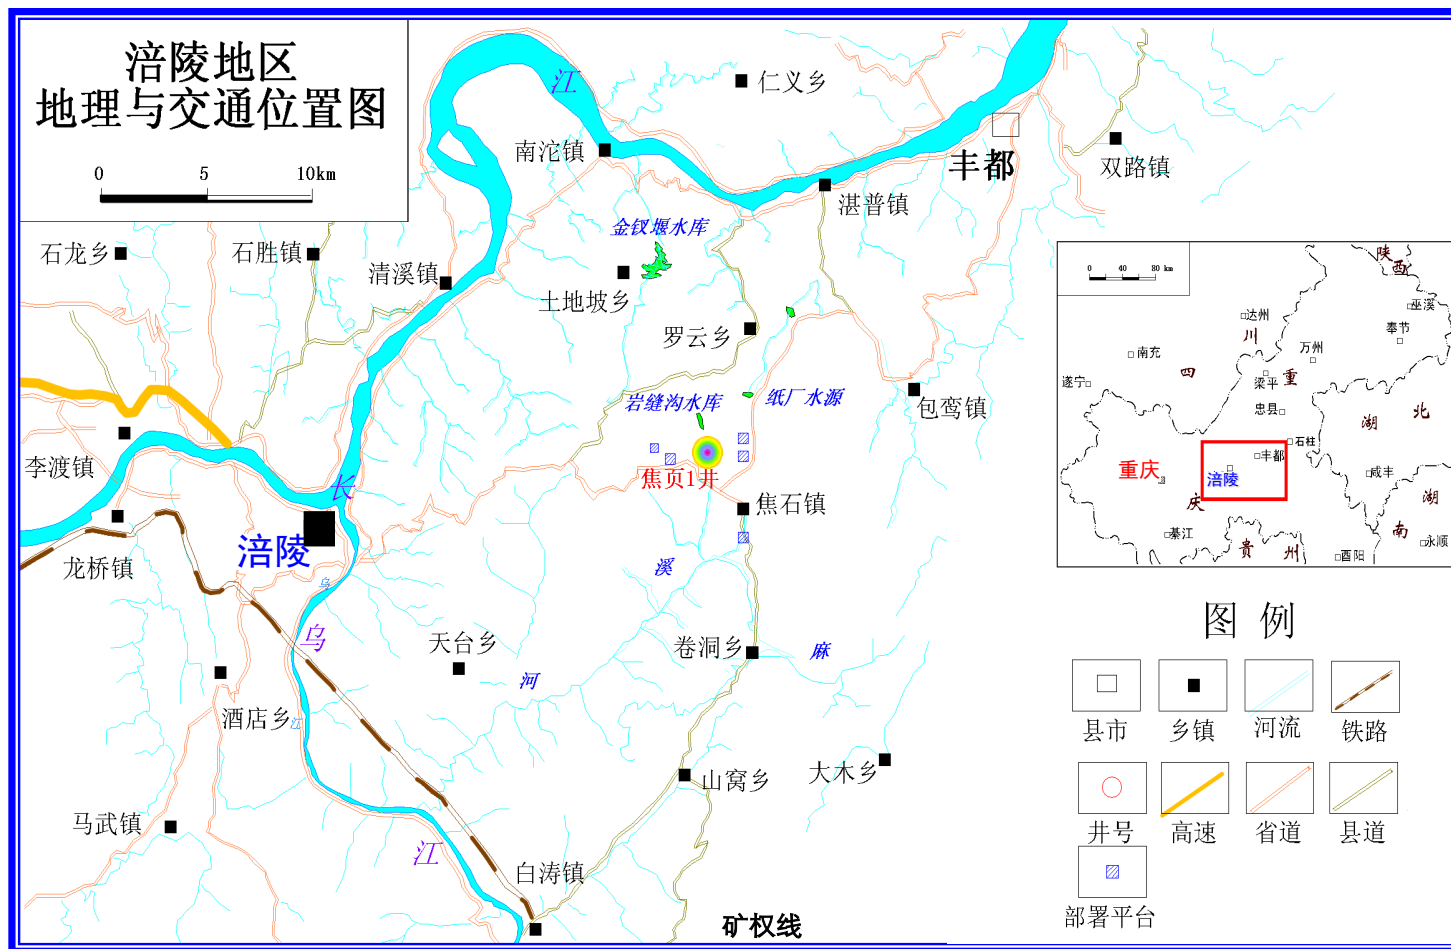 涪陵地区
地理与交通位置图
0 5 10km
江
仁义乡
南沱镇
丰都
双路镇
湛普镇
金钗堰水库
石龙乡
石胜镇
清溪镇
土地坡乡
罗云乡
岩缝沟水库
纸厂水源
包鸾镇
李渡镇
长
焦页1井
焦石镇
涪陵
龙桥镇
溪
乌
乌
天台乡
卷洞乡
麻
河
酒店乡
江
山窝乡
大木乡
马武镇
江
白涛镇
矿权线
0 40 80 km
陕
西
巫溪
达州
川
奉节
万州
南充
四
重
遂宁
梁平
忠县
湖
北
石柱
丰都
重庆
涪陵
咸丰
庆
湖
南
綦江
贵
州
酉阳
永顺
图 例
县市
乡镇
河流
铁路
井号
高速
省道
县道
部署平台